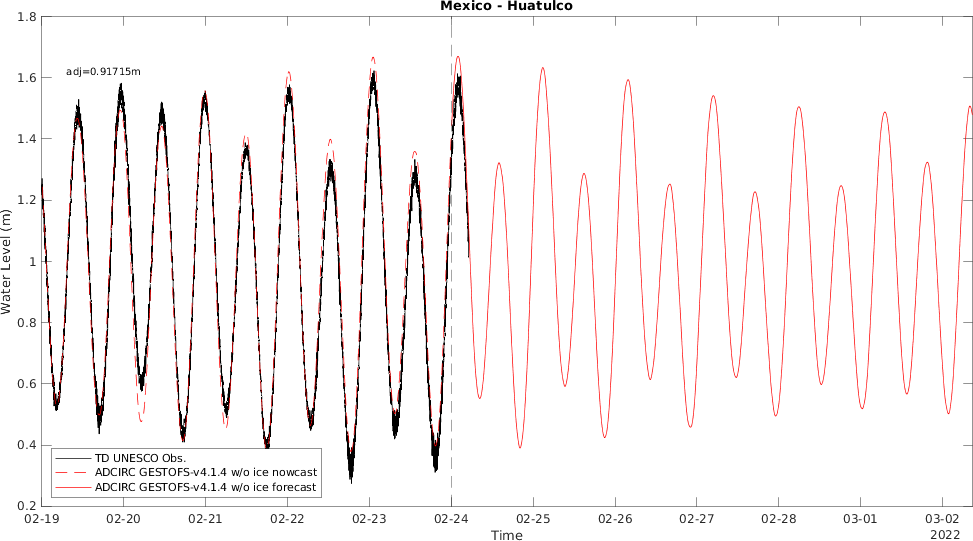 Mexico - Huatulco
1.8
1.6
1.4
1.2
1
0.8
0.6
0.4
0.2
Water Level (m)
adj=0.91715m
TD UNESCO Obs.
ADCIRC GESTOFS-v4.1.4 w/o ice nowcast
ADCIRC GESTOFS-v4.1.4 w/o ice forecast
02-19 02-20 02-21 02-22 02-23 02-24 02-25 02-26 02-27 02-28 03-01 03-02
2022
Time